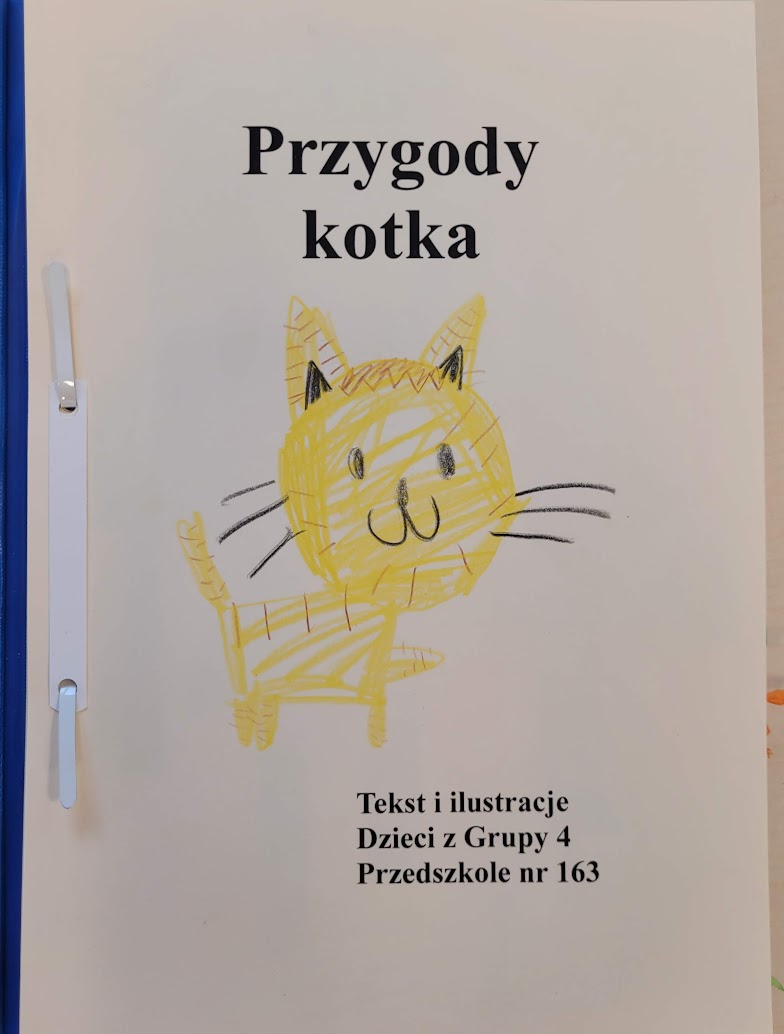 Przygody
kotka
Tekst i ilustracje
Dzieci z Grupy 4
Przedszkole nr 163